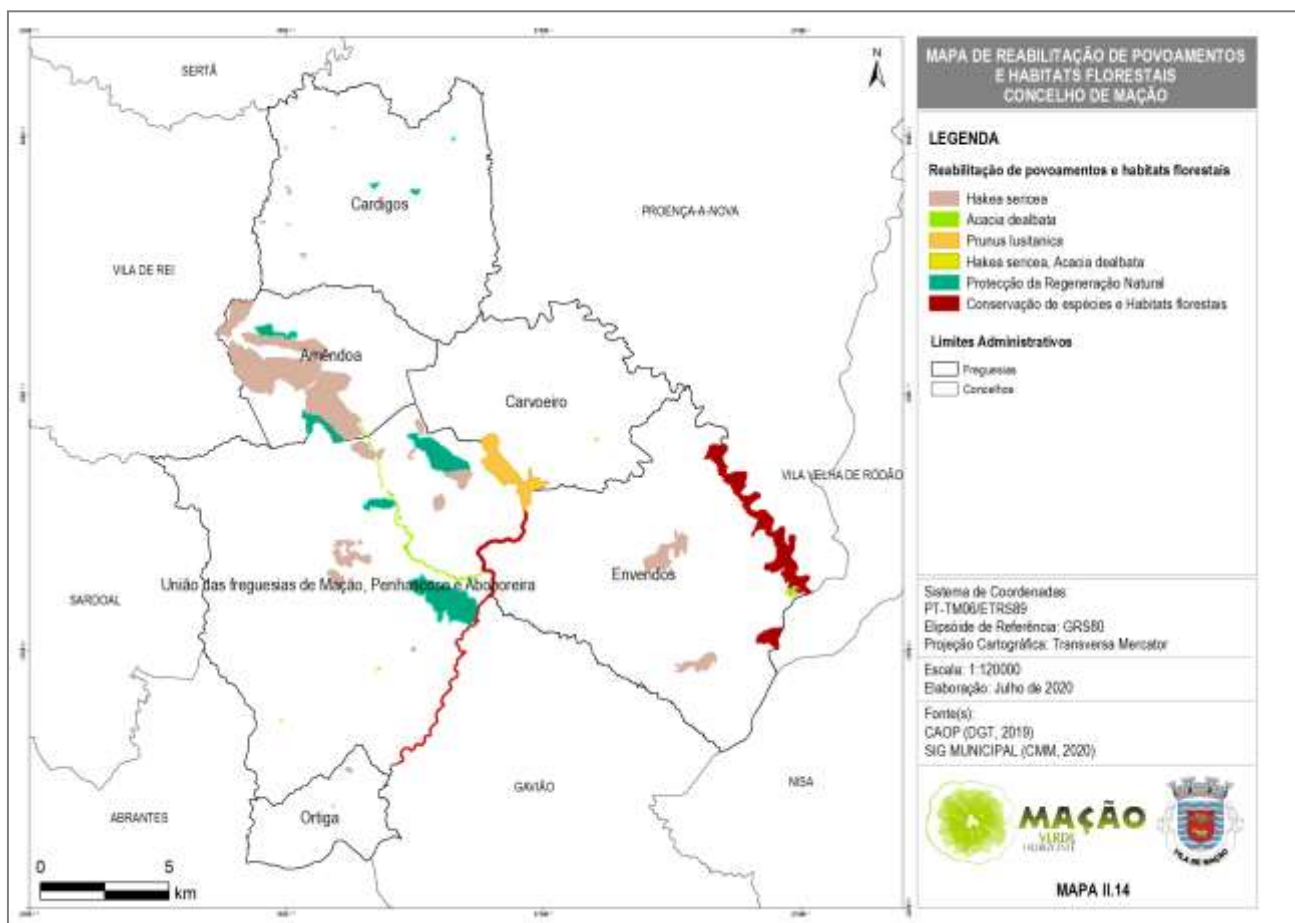 SERTÃ
N
Cardigos
PROENÇA-A-NOVA
VILA DE REI
Amêndoa
Carvoeiro
VILA VELHA DE RÓDÃO
Envendos
União das freguesias de Mação, Penhascoso e Aboboreira
SARDOAL
GAVIÃO
NISA
ABRANTES
Ortiga
0 5
km
MAPA DE REABILITAÇÃO DE POVOAMENTOS
E HABITATS FLORESTAIS
CONCELHO DE MAÇÃO
LEGENDA
Reabilitação de povoamentos e habitats florestais
Hakea sericea
Acacia dealbata
Prunus lusitanica
Hakea sericea, Acacia dealbata
Protecção da Regeneração Natural
Conservação de espécies e Habitats florestais
Limites Administrativos
Freguesias
Concelhos
Sistema de Coordenadas:
PT-TM06/ETRS89
Elipsóide de Referência: GRS80
Projeção Cartográfica: Transversa Mercator
Escala: 1:120000
Elaboração: Julho de 2020
Fonte(s):
CAOP (DGT, 2019)
SIG MUNICIPAL (CMM, 2020)
MAÇÃO
VERDE
HORIZONTE
VILA DE MAÇÃO
MAPA II.14